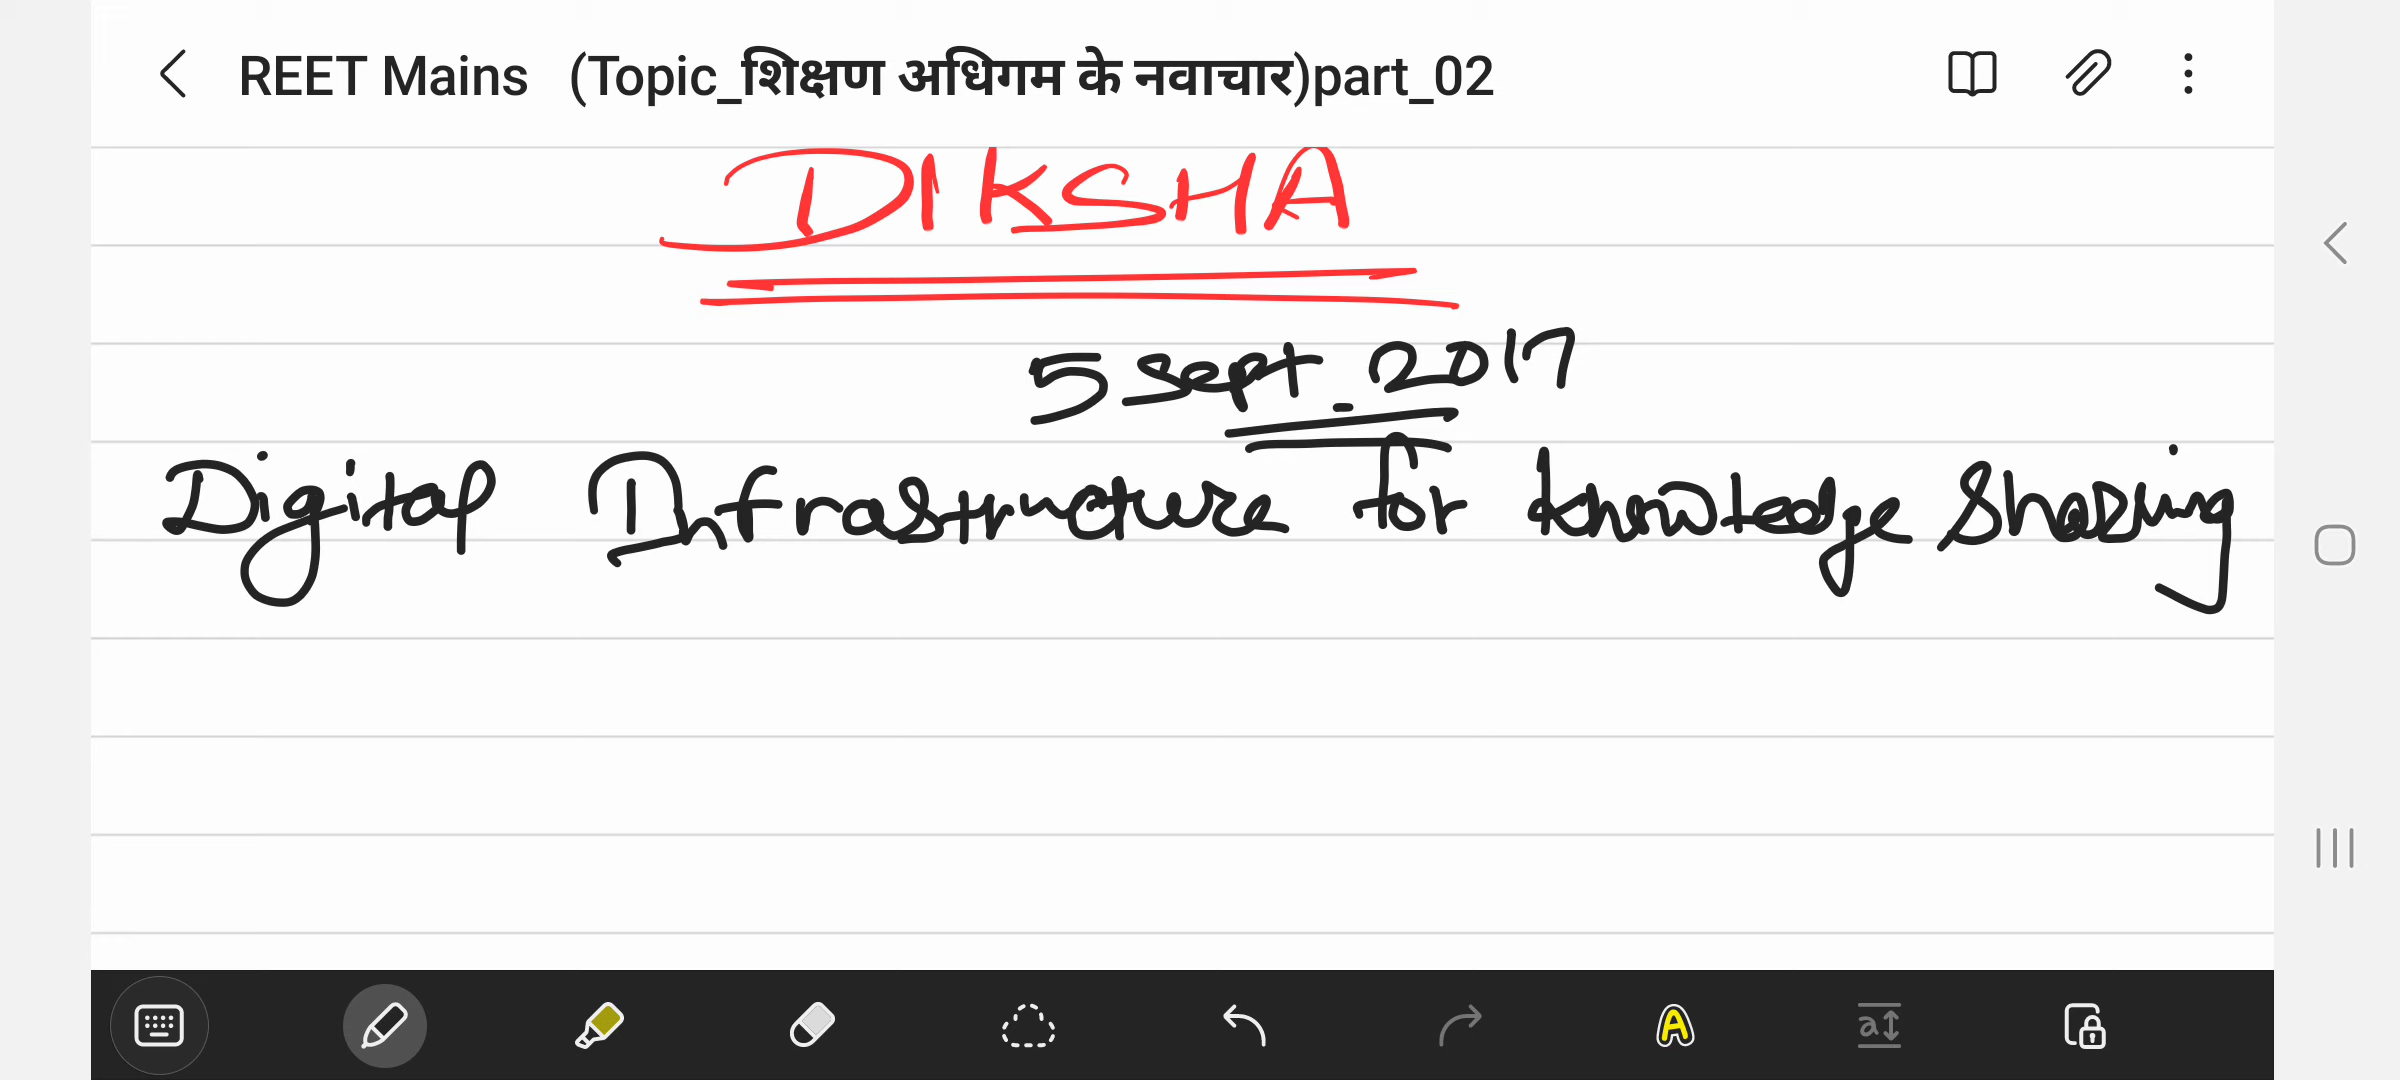 REET Mains (Topic_शिक्षण अधिगम के नवाचार)part_02
DIKSHA
5 Sept. 2017
Digital Infrastructure for knowledge Sharing